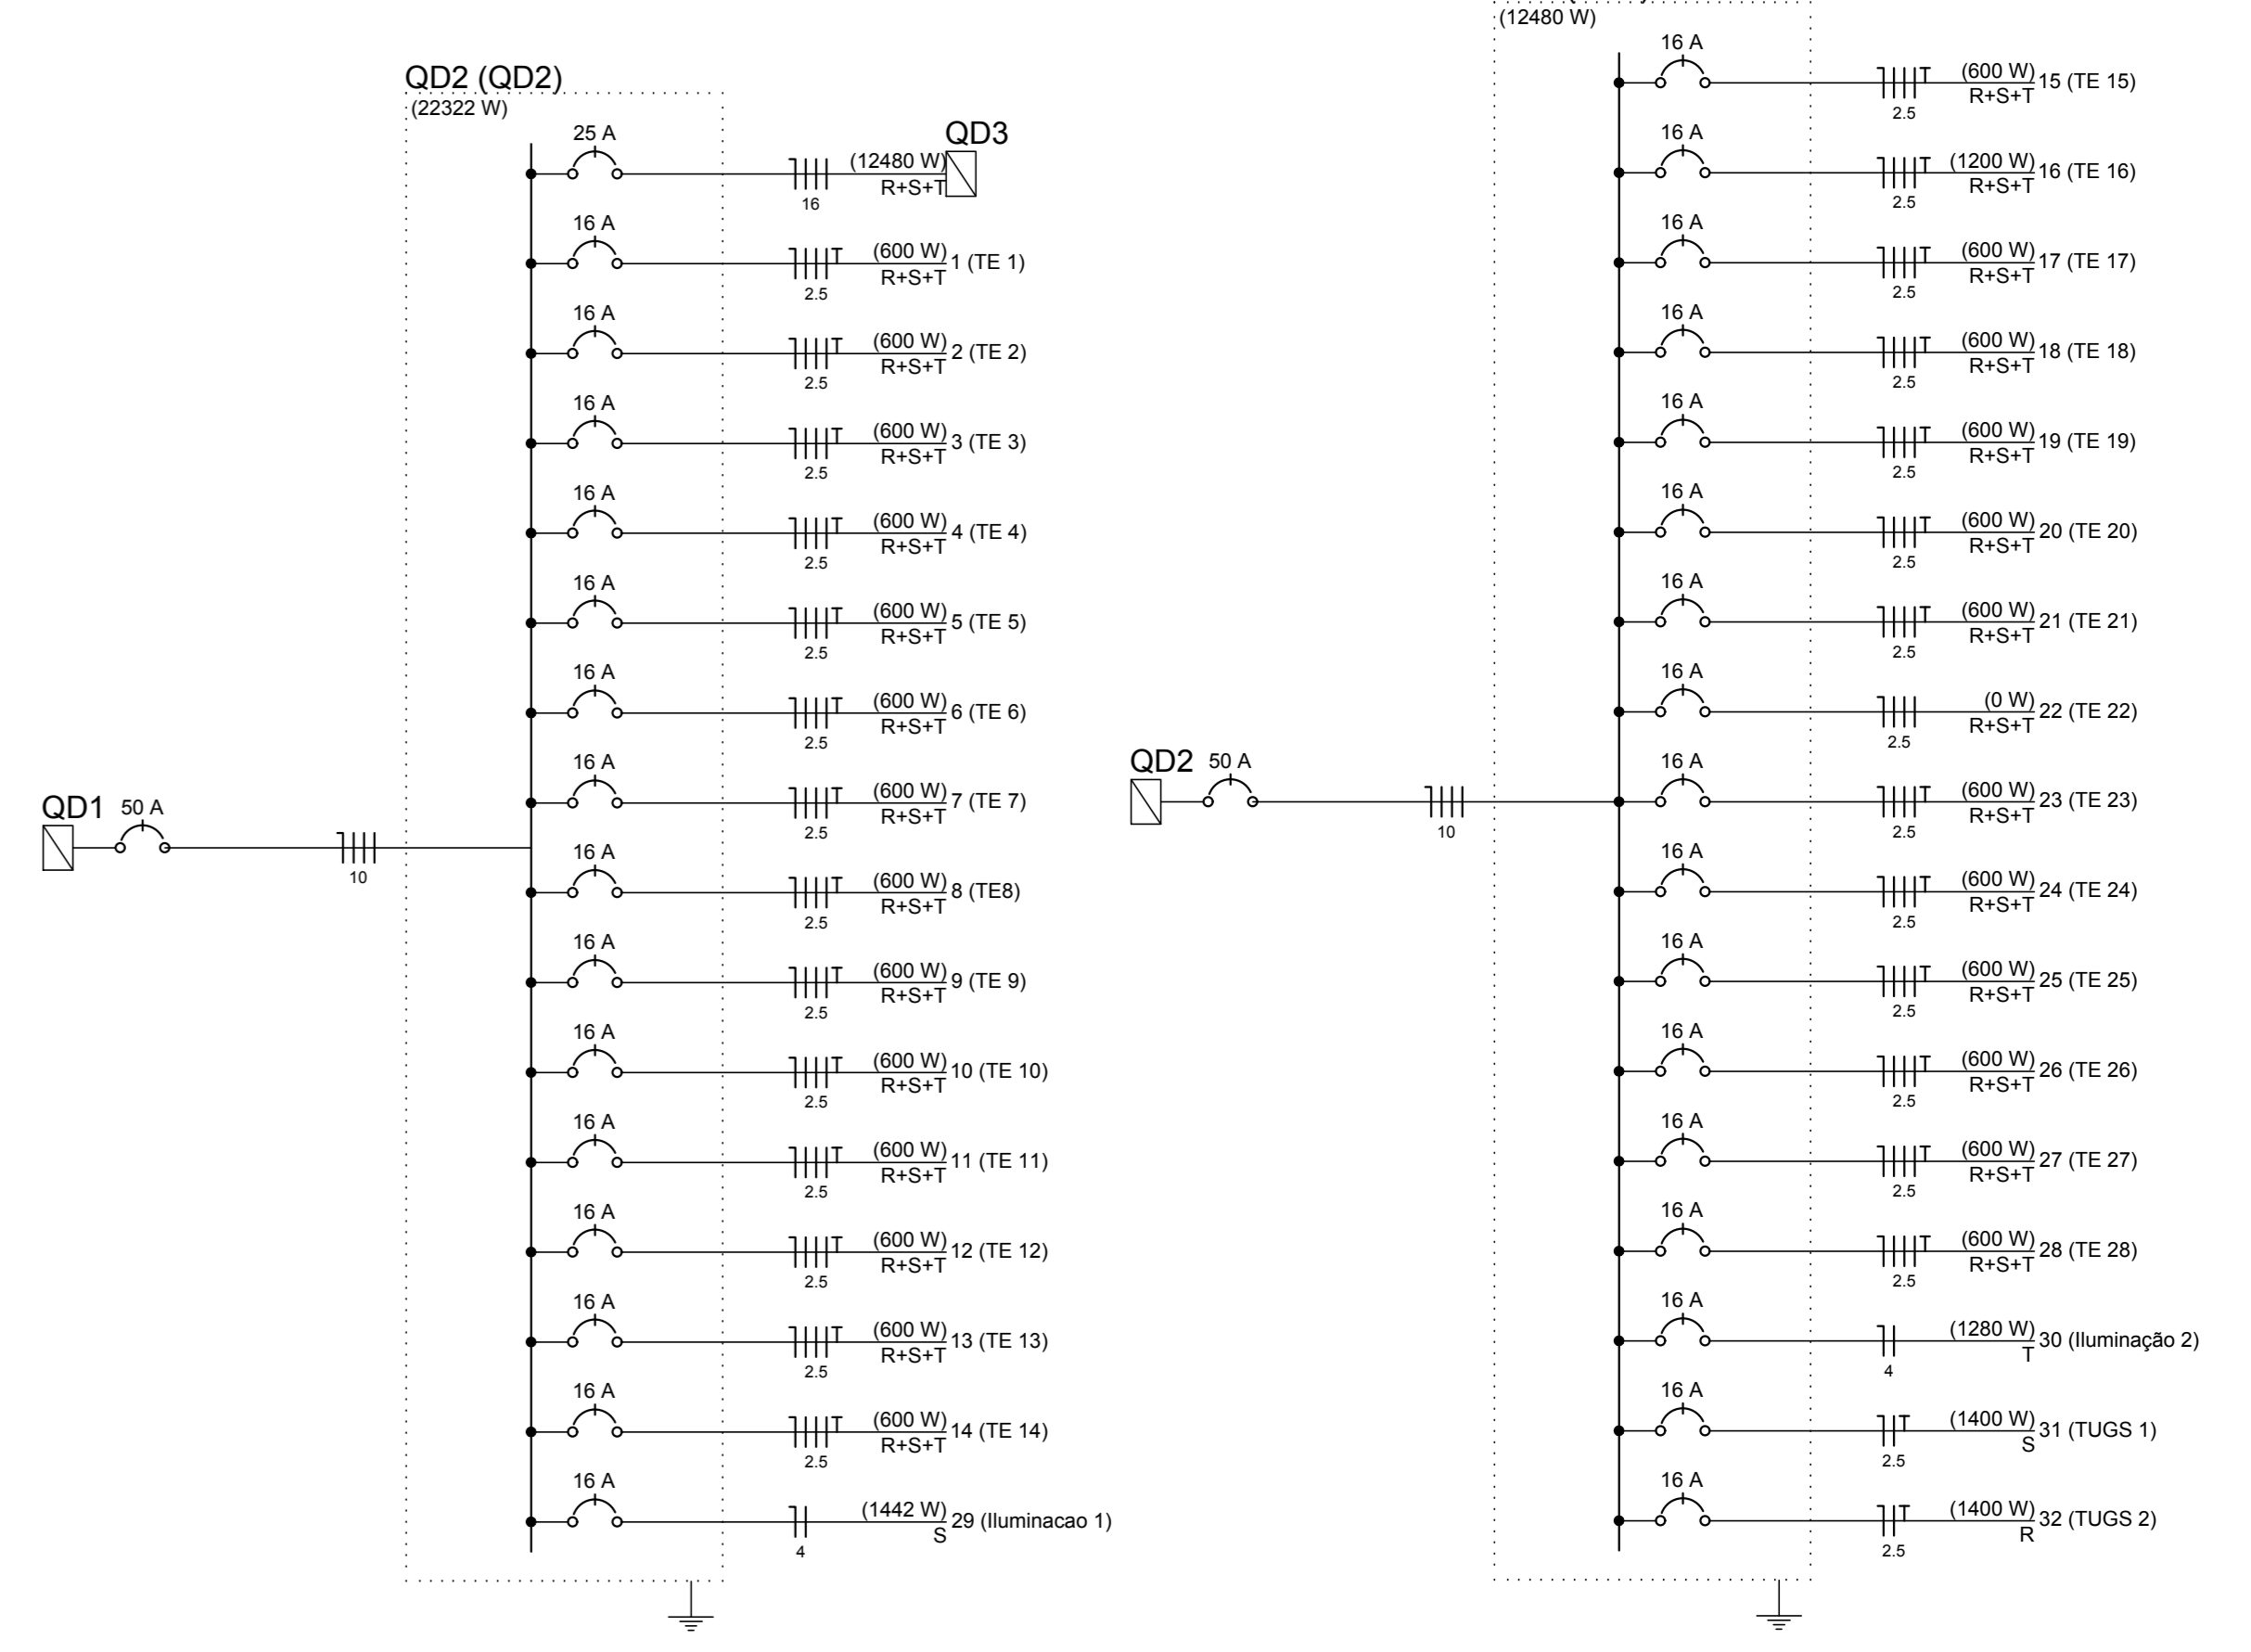 QD2 (QD2)
(22322 W)
25 A
QD3
(12480 W)
R+S+T
16
16 A
(600 W)
1 (TE 1)
R+S+T
2.5
16 A
(600 W)
2 (TE 2)
R+S+T
2.5
16 A
(600 W)
3 (TE 3)
R+S+T
2.5
16 A
(600 W)
4 (TE 4)
R+S+T
2.5
16 A
(600 W)
5 (TE 5)
R+S+T
2.5
16 A
(600 W)
6 (TE 6)
R+S+T
2.5
16 A
(600 W)
7 (TE 7)
R+S+T
2.5
QD1 50 A
10
16 A
(600 W)
8 (TE8)
R+S+T
2.5
16 A
(600 W)
9 (TE 9)
R+S+T
2.5
16 A
(600 W)
10 (TE 10)
R+S+T
2.5
16 A
(600 W)
11 (TE 11)
R+S+T
2.5
16 A
(600 W)
12 (TE 12)
R+S+T
2.5
16 A
(600 W)
13 (TE 13)
R+S+T
2.5
16 A
(600 W)
14 (TE 14)
R+S+T
2.5
16 A
(1442 W)
29 (Iluminacao 1)
S
4
(12480 W)
16 A
(600 W)
15 (TE 15)
R+S+T
2.5
16 A
(1200 W)
16 (TE 16)
R+S+T
2.5
16 A
(600 W)
17 (TE 17)
R+S+T
2.5
16 A
(600 W)
18 (TE 18)
R+S+T
2.5
16 A
(600 W)
19 (TE 19)
R+S+T
2.5
16 A
(600 W)
20 (TE 20)
R+S+T
2.5
16 A
(600 W)
21 (TE 21)
R+S+T
2.5
16 A
(0 W)
22 (TE 22)
R+S+T
2.5
QD2 50 A
10
16 A
(600 W)
23 (TE 23)
R+S+T
2.5
16 A
(600 W)
24 (TE 24)
R+S+T
2.5
16 A
(600 W)
25 (TE 25)
R+S+T
2.5
16 A
(600 W)
26 (TE 26)
R+S+T
2.5
16 A
(600 W)
27 (TE 27)
R+S+T
2.5
16 A
(600 W)
28 (TE 28)
R+S+T
2.5
16 A
(1280 W)
30 (Iluminação 2)
T
4
16 A
(1400 W)
31 (TUGS 1)
S
2.5
16 A
(1400 W)
32 (TUGS 2)
R
2.5